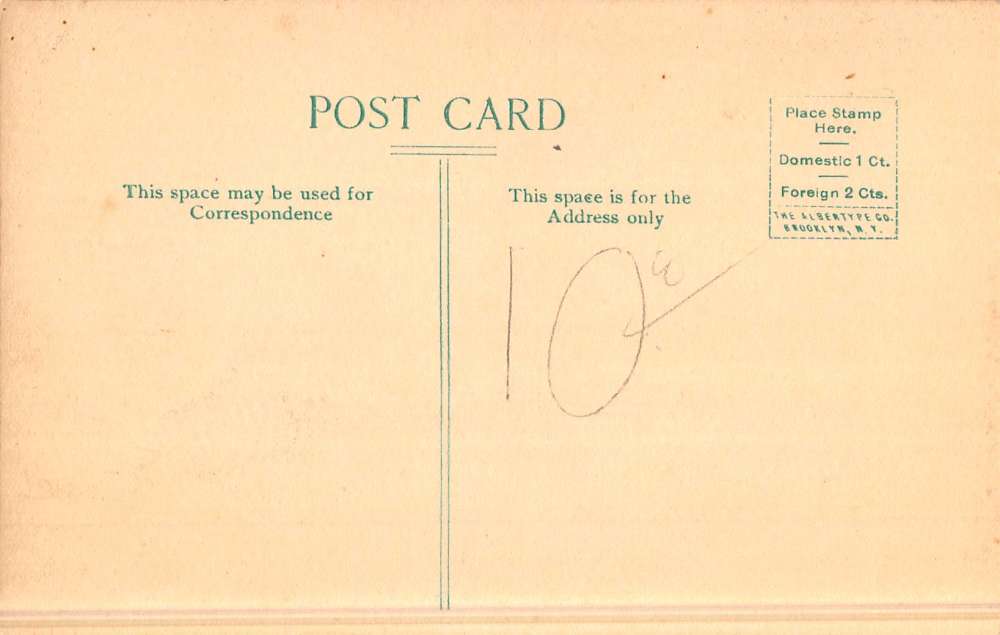 POST CARD
This space may be used for
Correspondence
This space is for the
Address only
Place Stamp
Here.
Domestic 1 Ct.
Foreign 2 Cts.
THE ALBERTYPE CO.
BROOKLYN, N. Y.
10